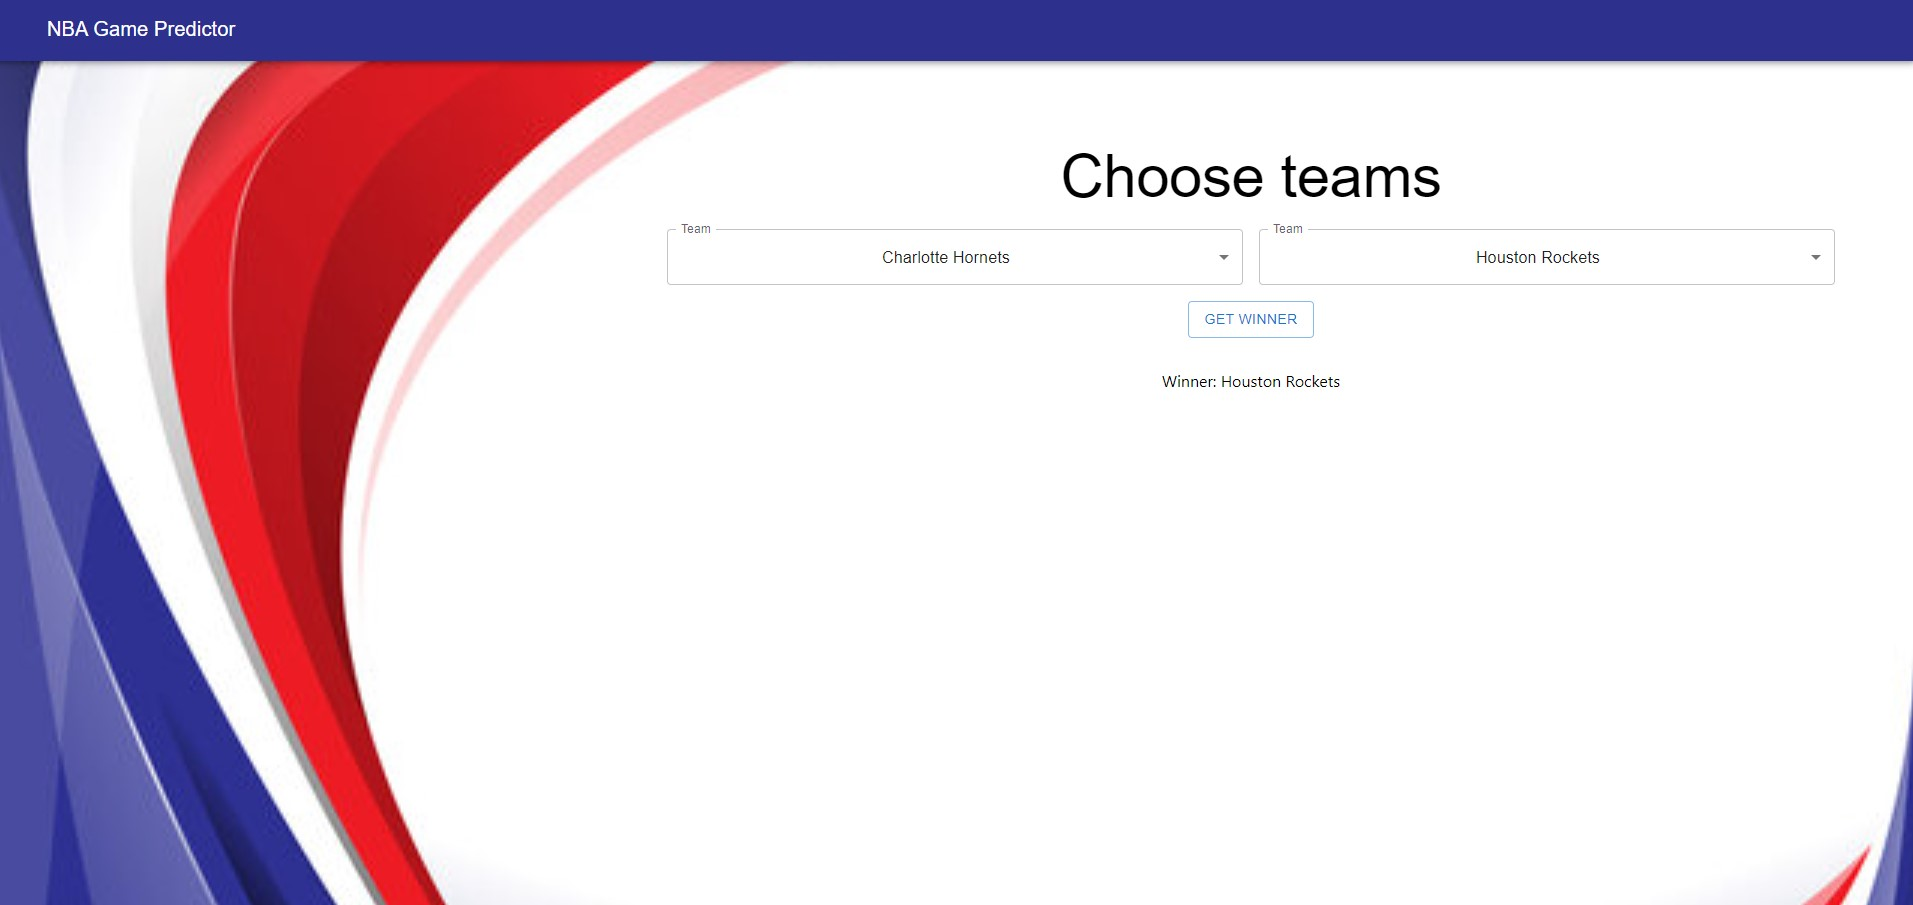 NBA Game Predictor
Choose teams
Team
Charlotte Hornets
Team
Houston Rockets
GET WINNER
Winner: Houston Rockets